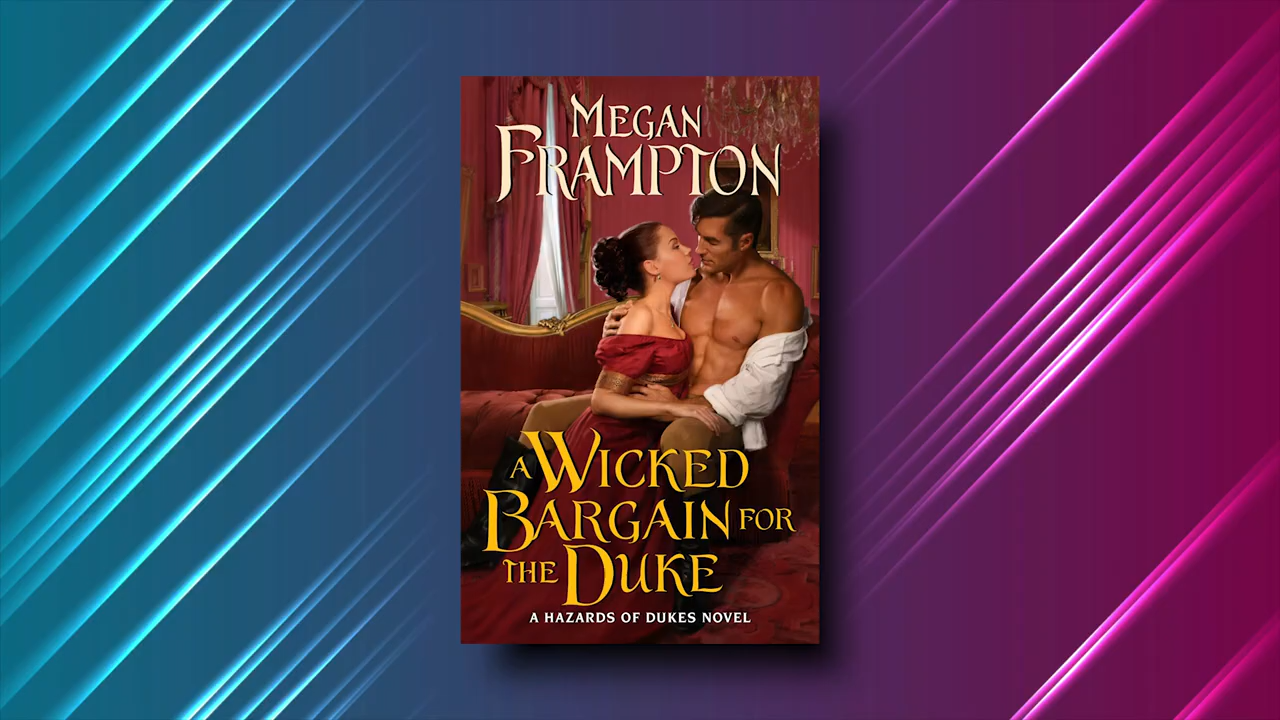 MEGAN
FRAMPTON
A WICKED
BARGAIN FOR
THE DUKE
A HAZARDS OF DUKES NOVEL